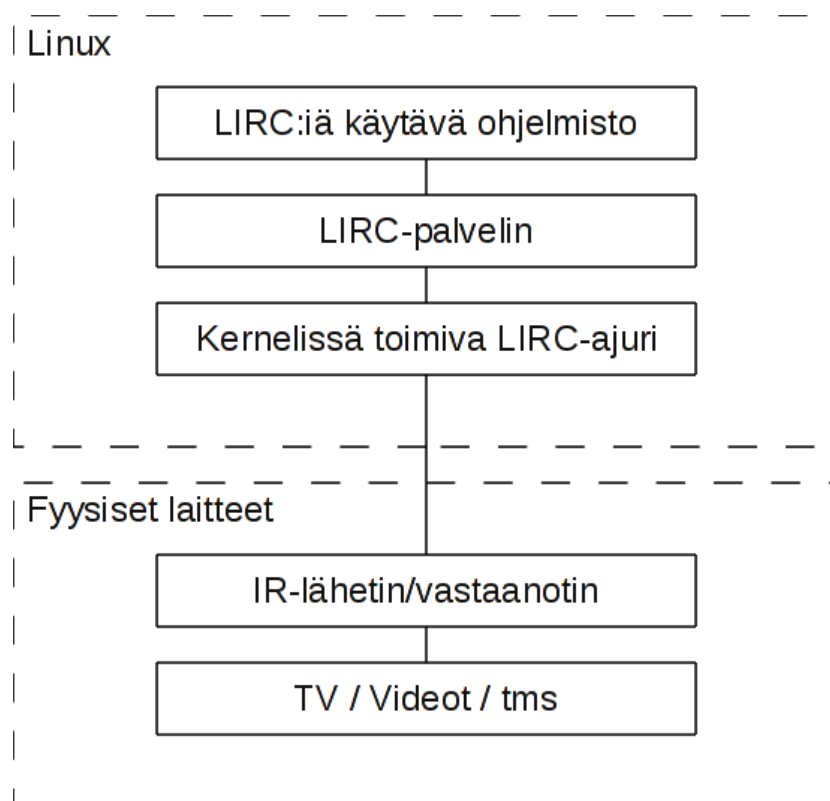 Linux
LIRC:iä käytävä ohjelmisto
LIRC-palvelin
Kernelissä toimiva LIRC-ajuri
Fyysiset laitteet
IR-lähetin/vastaanotin
TV / Videot / tms